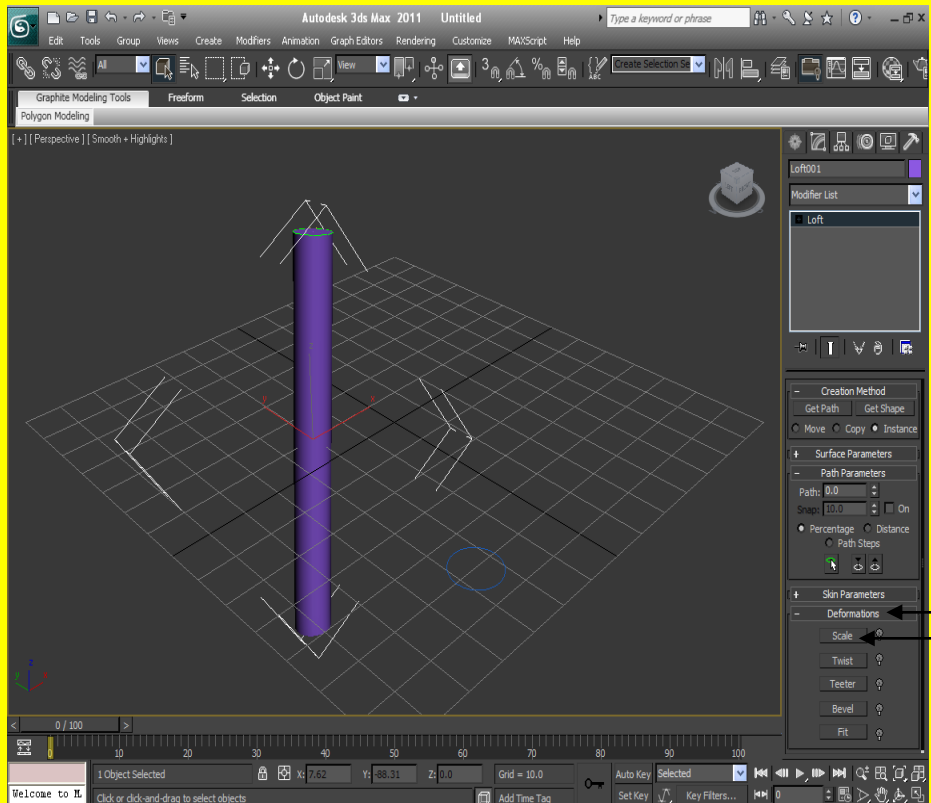 Autodesk 3ds Max 2011 Untitled
Type a keyword or phrase
Edit Tools Group Views Create Modifiers Animation Graph Editors Rendering Customize MAXScript Help
All View 3 Create Selection Se
Graphite Modeling Tools Freeform Selection Object Paint
Polygon Modeling
[ + ] [ Perspective ] [ Smooth + Highlights ]
Loft001
Modifier List
Loft
Creation Method
Get Path Get Shape
Move Copy Instance
Surface Parameters
Path Parameters
Path: 0.0
Snap: 10.0 On
Percentage Distance
Path Steps
Skin Parameters
Deformations
Scale
Twist
Teeter
Bevel
Fit
y x
z
y x
0 / 100
0 10 20 30 40 50 60 70 80 90 100
1 Object Selected X: 7.62 Y: -88.31 Z: 0.0 Grid = 10.0 Auto Key Selected
Welcome to M Click or click-and-drag to select objects Add Time Tag Set Key Key Filters... 0